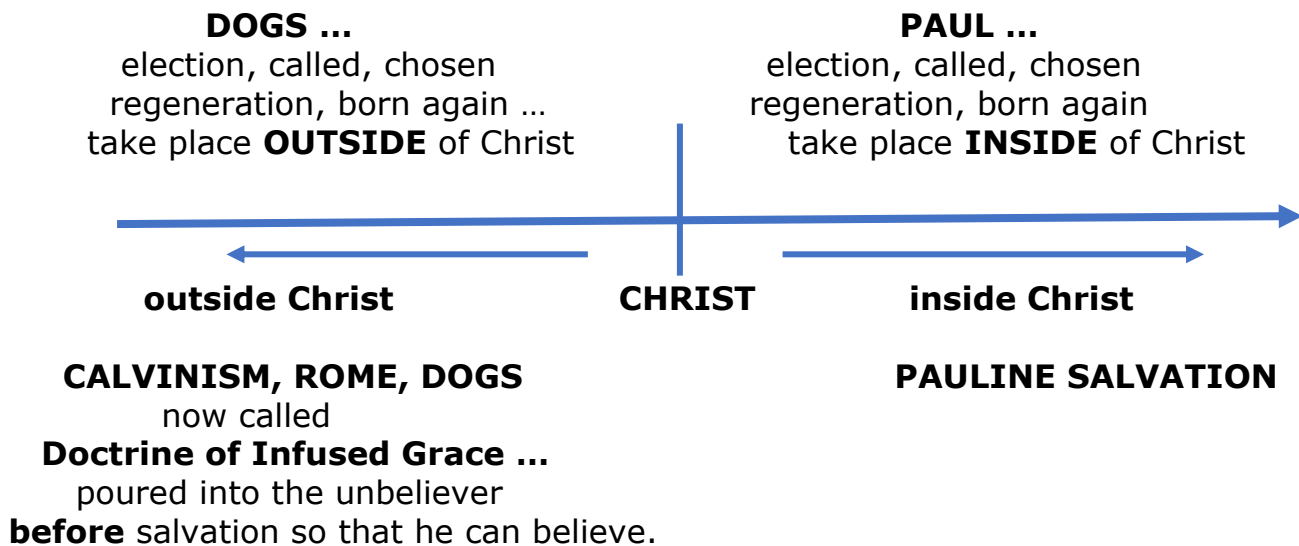 DOGS ...
election, called, chosen
regeneration, born again ...
take place OUTSIDE of Christ
PAUL ...
election, called, chosen
regeneration, born again
take place INSIDE of Christ
outside Christ
CHRIST
inside Christ
CALVINISM, ROME, DOGS
now called
Doctrine of Infused Grace ...
poured into the unbeliever
before salvation so that he can believe.
PAULINE SALVATION